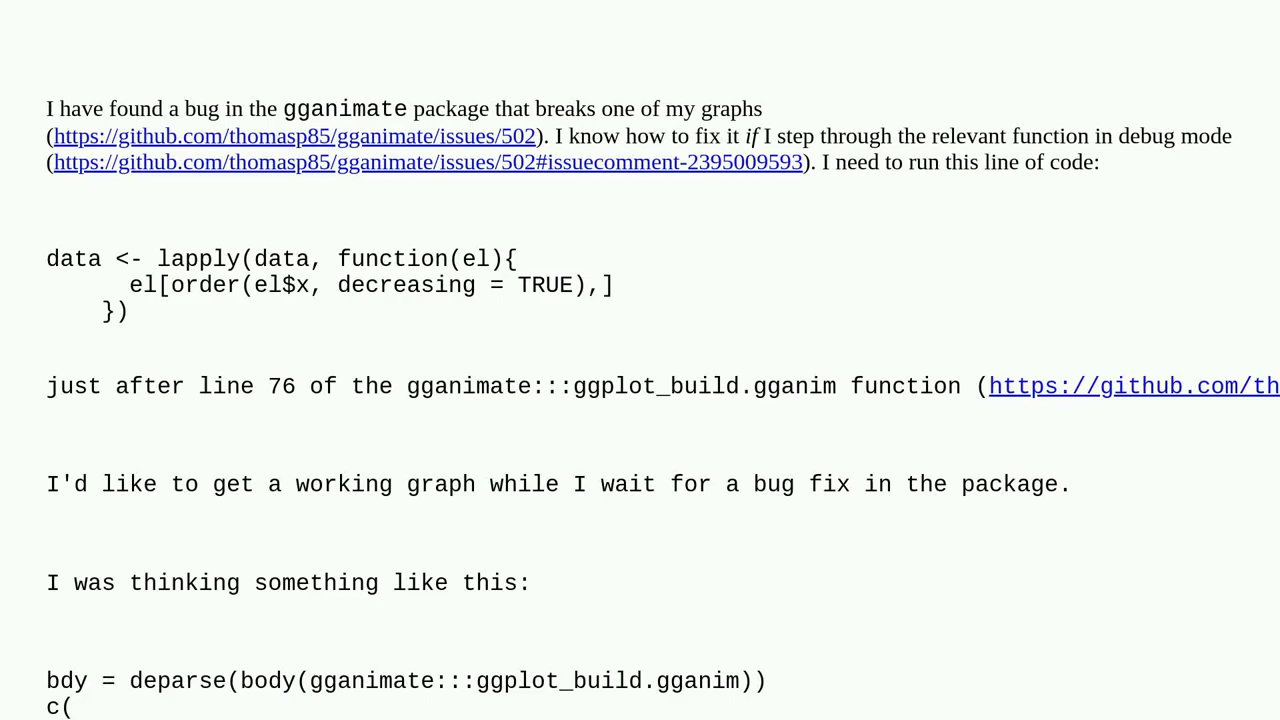 I have found a bug in the gganimate package that breaks one of my graphs
(https://github.com/thomasp85/gganimate/issues/502). I know how to fix it if I step through the relevant function in debug mode
(https://github.com/thomasp85/gganimate/issues/502#issuecomment-2395009593). I need to run this line of code:
data <- lapply(data, function(el){
      el[order(el$x, decreasing = TRUE),]
    })
just after line 76 of the gganimate:::ggplot_build.gganim function (https://github.com/th
I'd like to get a working graph while I wait for a bug fix in the package.
I was thinking something like this:
bdy = deparse(body(gganimate:::ggplot_build.gganim))
c(